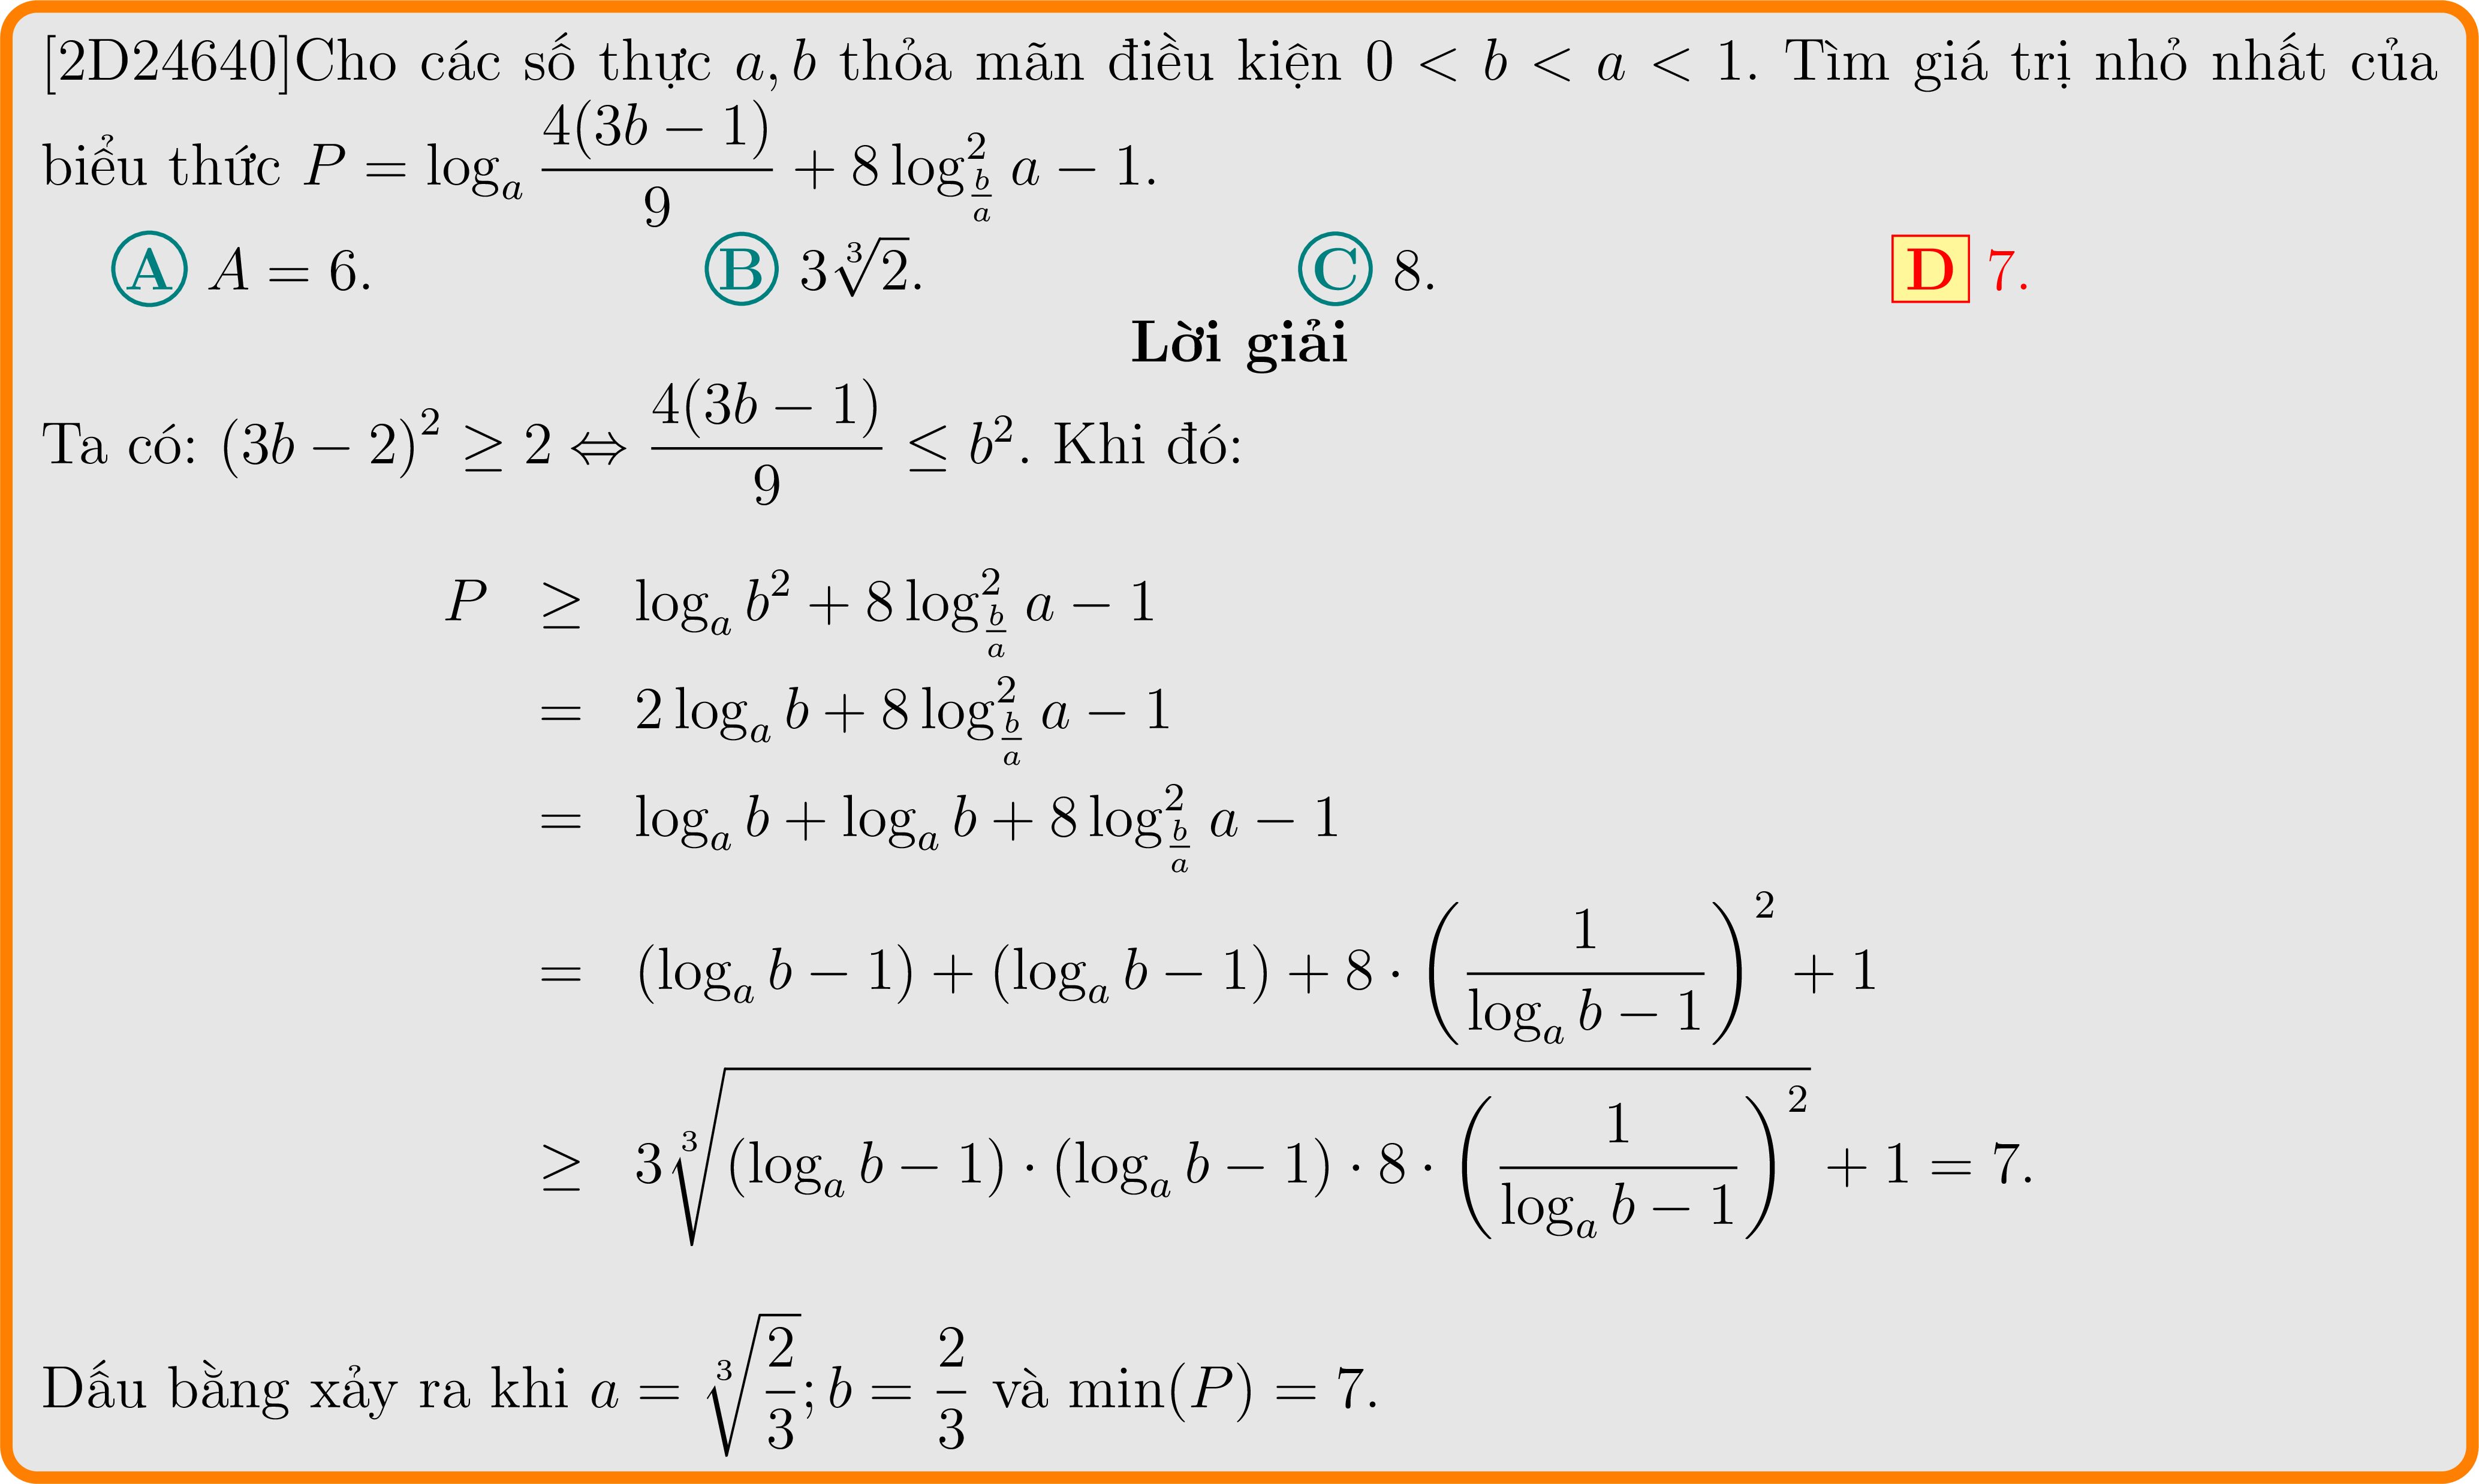 [2D24640]Cho các số thực $a, b$ thỏa mãn điều kiện $0 < b < a < 1$. Tìm giá trị nhỏ nhất của
biểu thức $P = \log_a \dfrac{4(3b-1)}{9} + 8\log^2_{\frac{b}{a}} a - 1$.
A $A = 6$. B $3\sqrt[3]{2}$. C 8. D 7.
Lời giải
Ta có: $(3b-2)^2 \geq 2 \Leftrightarrow \dfrac{4(3b-1)}{9} \leq b^2$. Khi đó:
$P \geq \log_a b^2 + 8\log^2_{\frac{b}{a}} a - 1$
$= 2\log_a b + 8\log^2_{\frac{b}{a}} a - 1$
$= \log_a b + \log_a b + 8\log^2_{\frac{b}{a}} a - 1$
$= (\log_a b - 1) + (\log_a b - 1) + 8 \cdot \left(\dfrac{1}{\log_a b - 1}\right)^2 + 1$
$\geq 3\sqrt[3]{(\log_a b - 1) \cdot (\log_a b - 1) \cdot 8 \cdot \left(\dfrac{1}{\log_a b - 1}\right)^2} + 1 = 7.$
Dấu bằng xảy ra khi $a = \sqrt[3]{\dfrac{2}{3}}; b = \dfrac{2}{3}$ và $\min(P) = 7$.